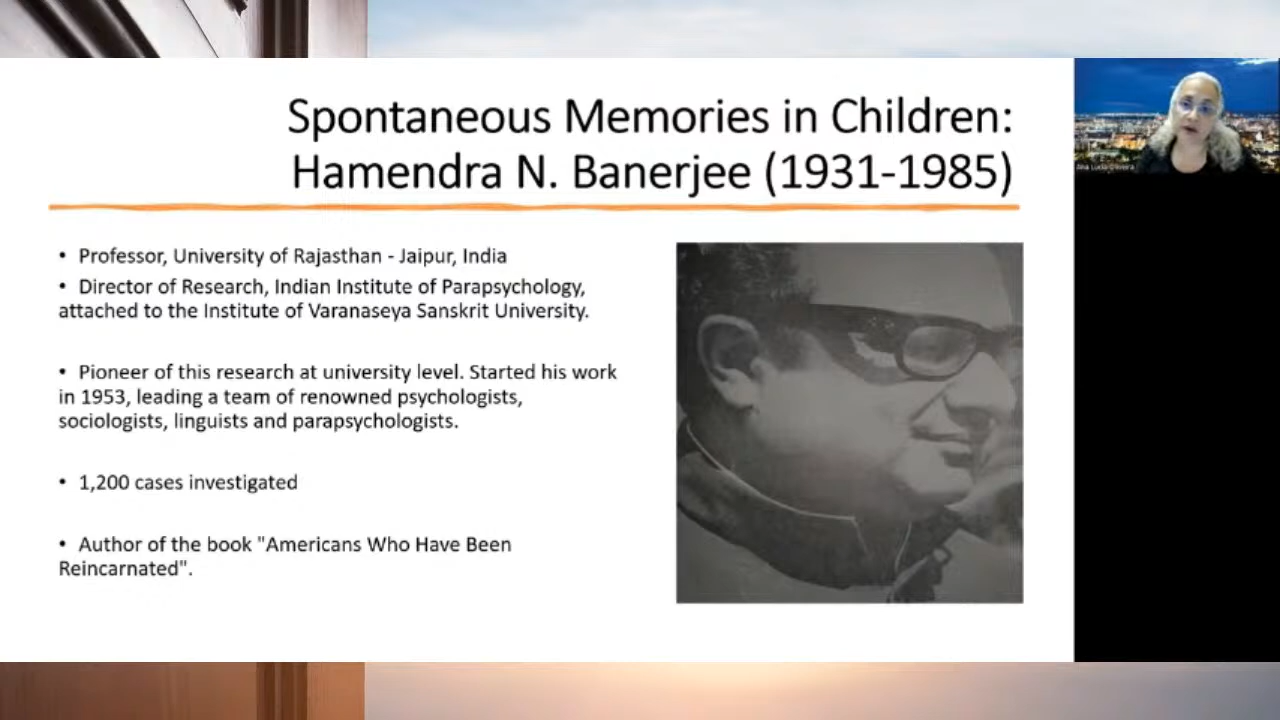 Spontaneous Memories in Children:
Hamendra N. Banerjee (1931-1985)
• Professor, University of Rajasthan - Jaipur, India
• Director of Research, Indian Institute of Parapsychology,
attached to the Institute of Varanaseya Sanskrit University.
• Pioneer of this research at university level. Started his work
in 1953, leading a team of renowned psychologists,
sociologists, linguists and parapsychologists.
• 1,200 cases investigated
• Author of the book "Americans Who Have Been
Reincarnated".